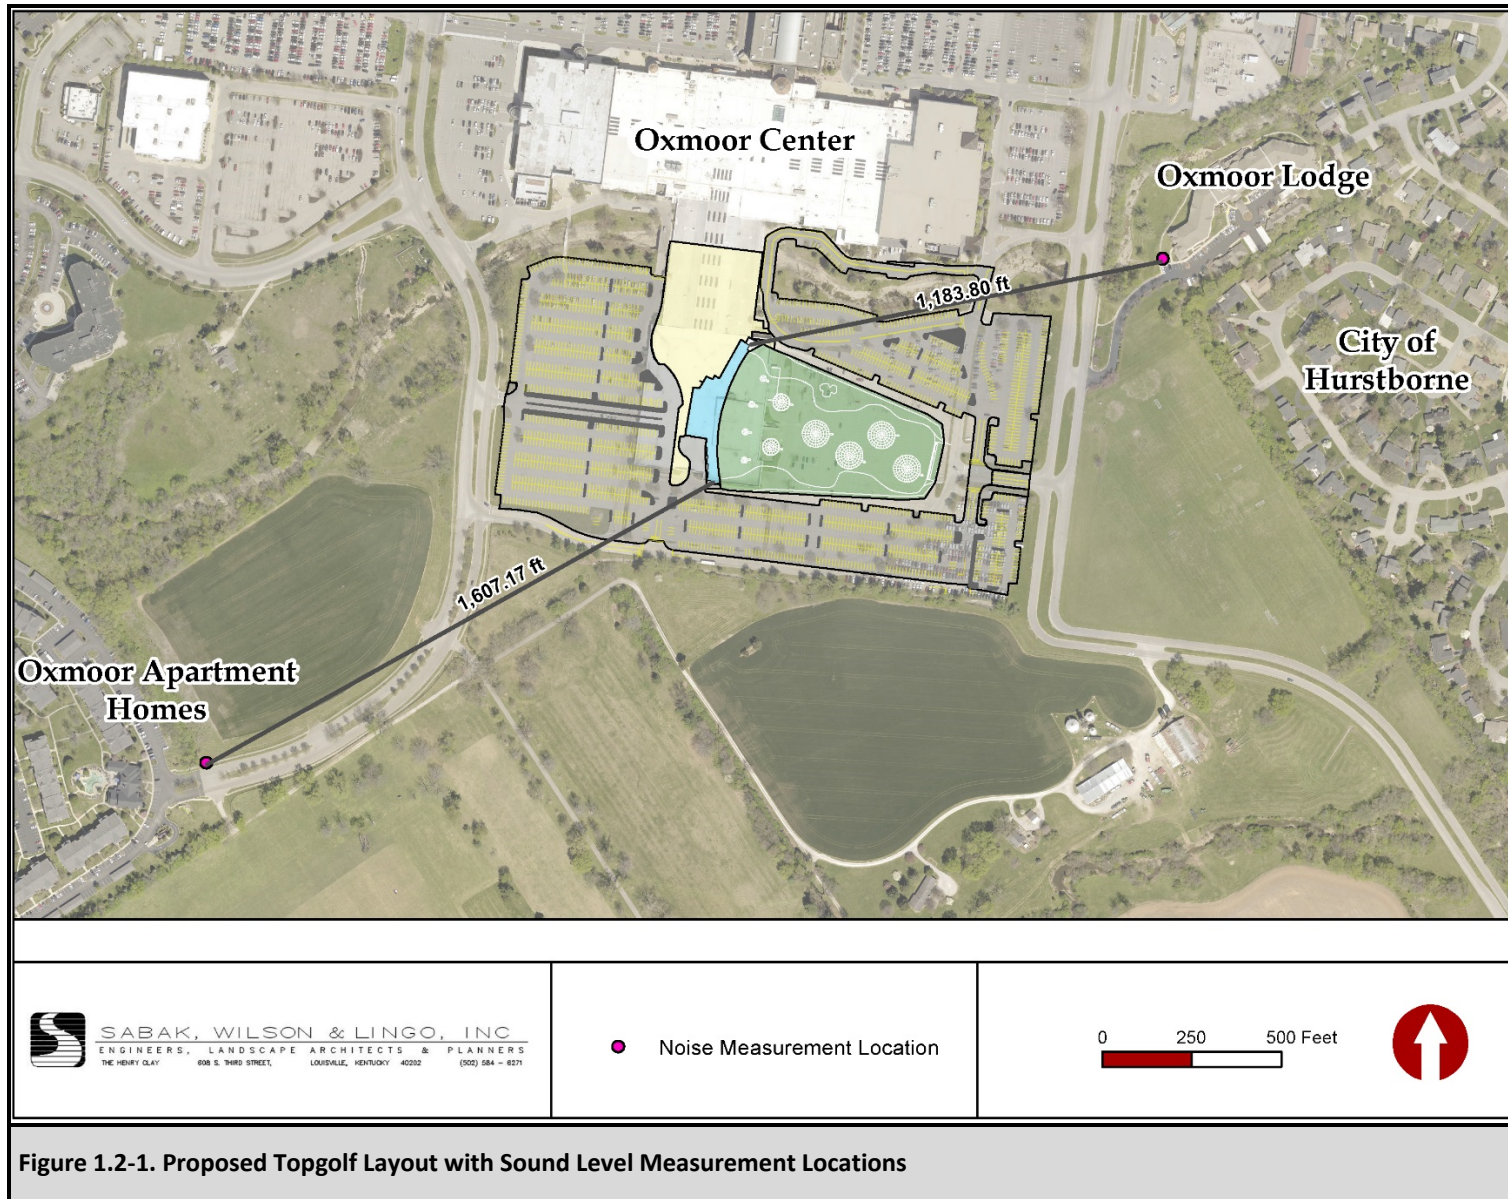 Oxmoor Center
Oxmoor Lodge
1,183.80 ft
City of
Hurstborne
1,607.17 ft
Oxmoor Apartment
Homes
SABAK, WILSON & LINGO, INC
ENGINEERS, LANDSCAPE ARCHITECTS & PLANNERS
THE HENRY CLAY 608 S. THIRD STREET, LOUISVILLE, KENTUCKY 40202 (502) 584 – 6271
Noise Measurement Location
0 250 500 Feet
Figure 1.2-1. Proposed Topgolf Layout with Sound Level Measurement Locations